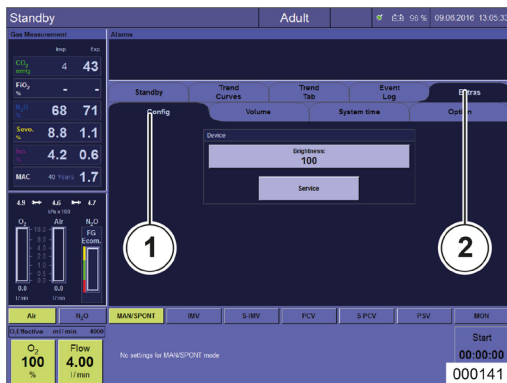 Standby Adult 96 % 09.06.2016 13:05:33
Gas Measurement Alarms
Insp. Exp.
CO2 mmHg 4 43
FiO2 % - -
N2O % 68 71
Sevo. % 8.8 1.1
% 4.2 0.6
MAC 40 Years 1.7
Standby Trend Curves Trend Tab Event Log Extras
Config Volume System time Option
Device
Brightness:
100
Service
4.9 4.6 4.7
kPa x 100
O2 Air N2O
FG
Econ.
0.0 0.0
l/min l/min
1 2
Air N2O MAN/SPONT IMV S-IMV PCV S-PCV PSV MON
O2Effective ml/min
O2 100 %
Flow 4.00 l/min
No settings for MAN/SPONT mode
Start
00:00:00
000141